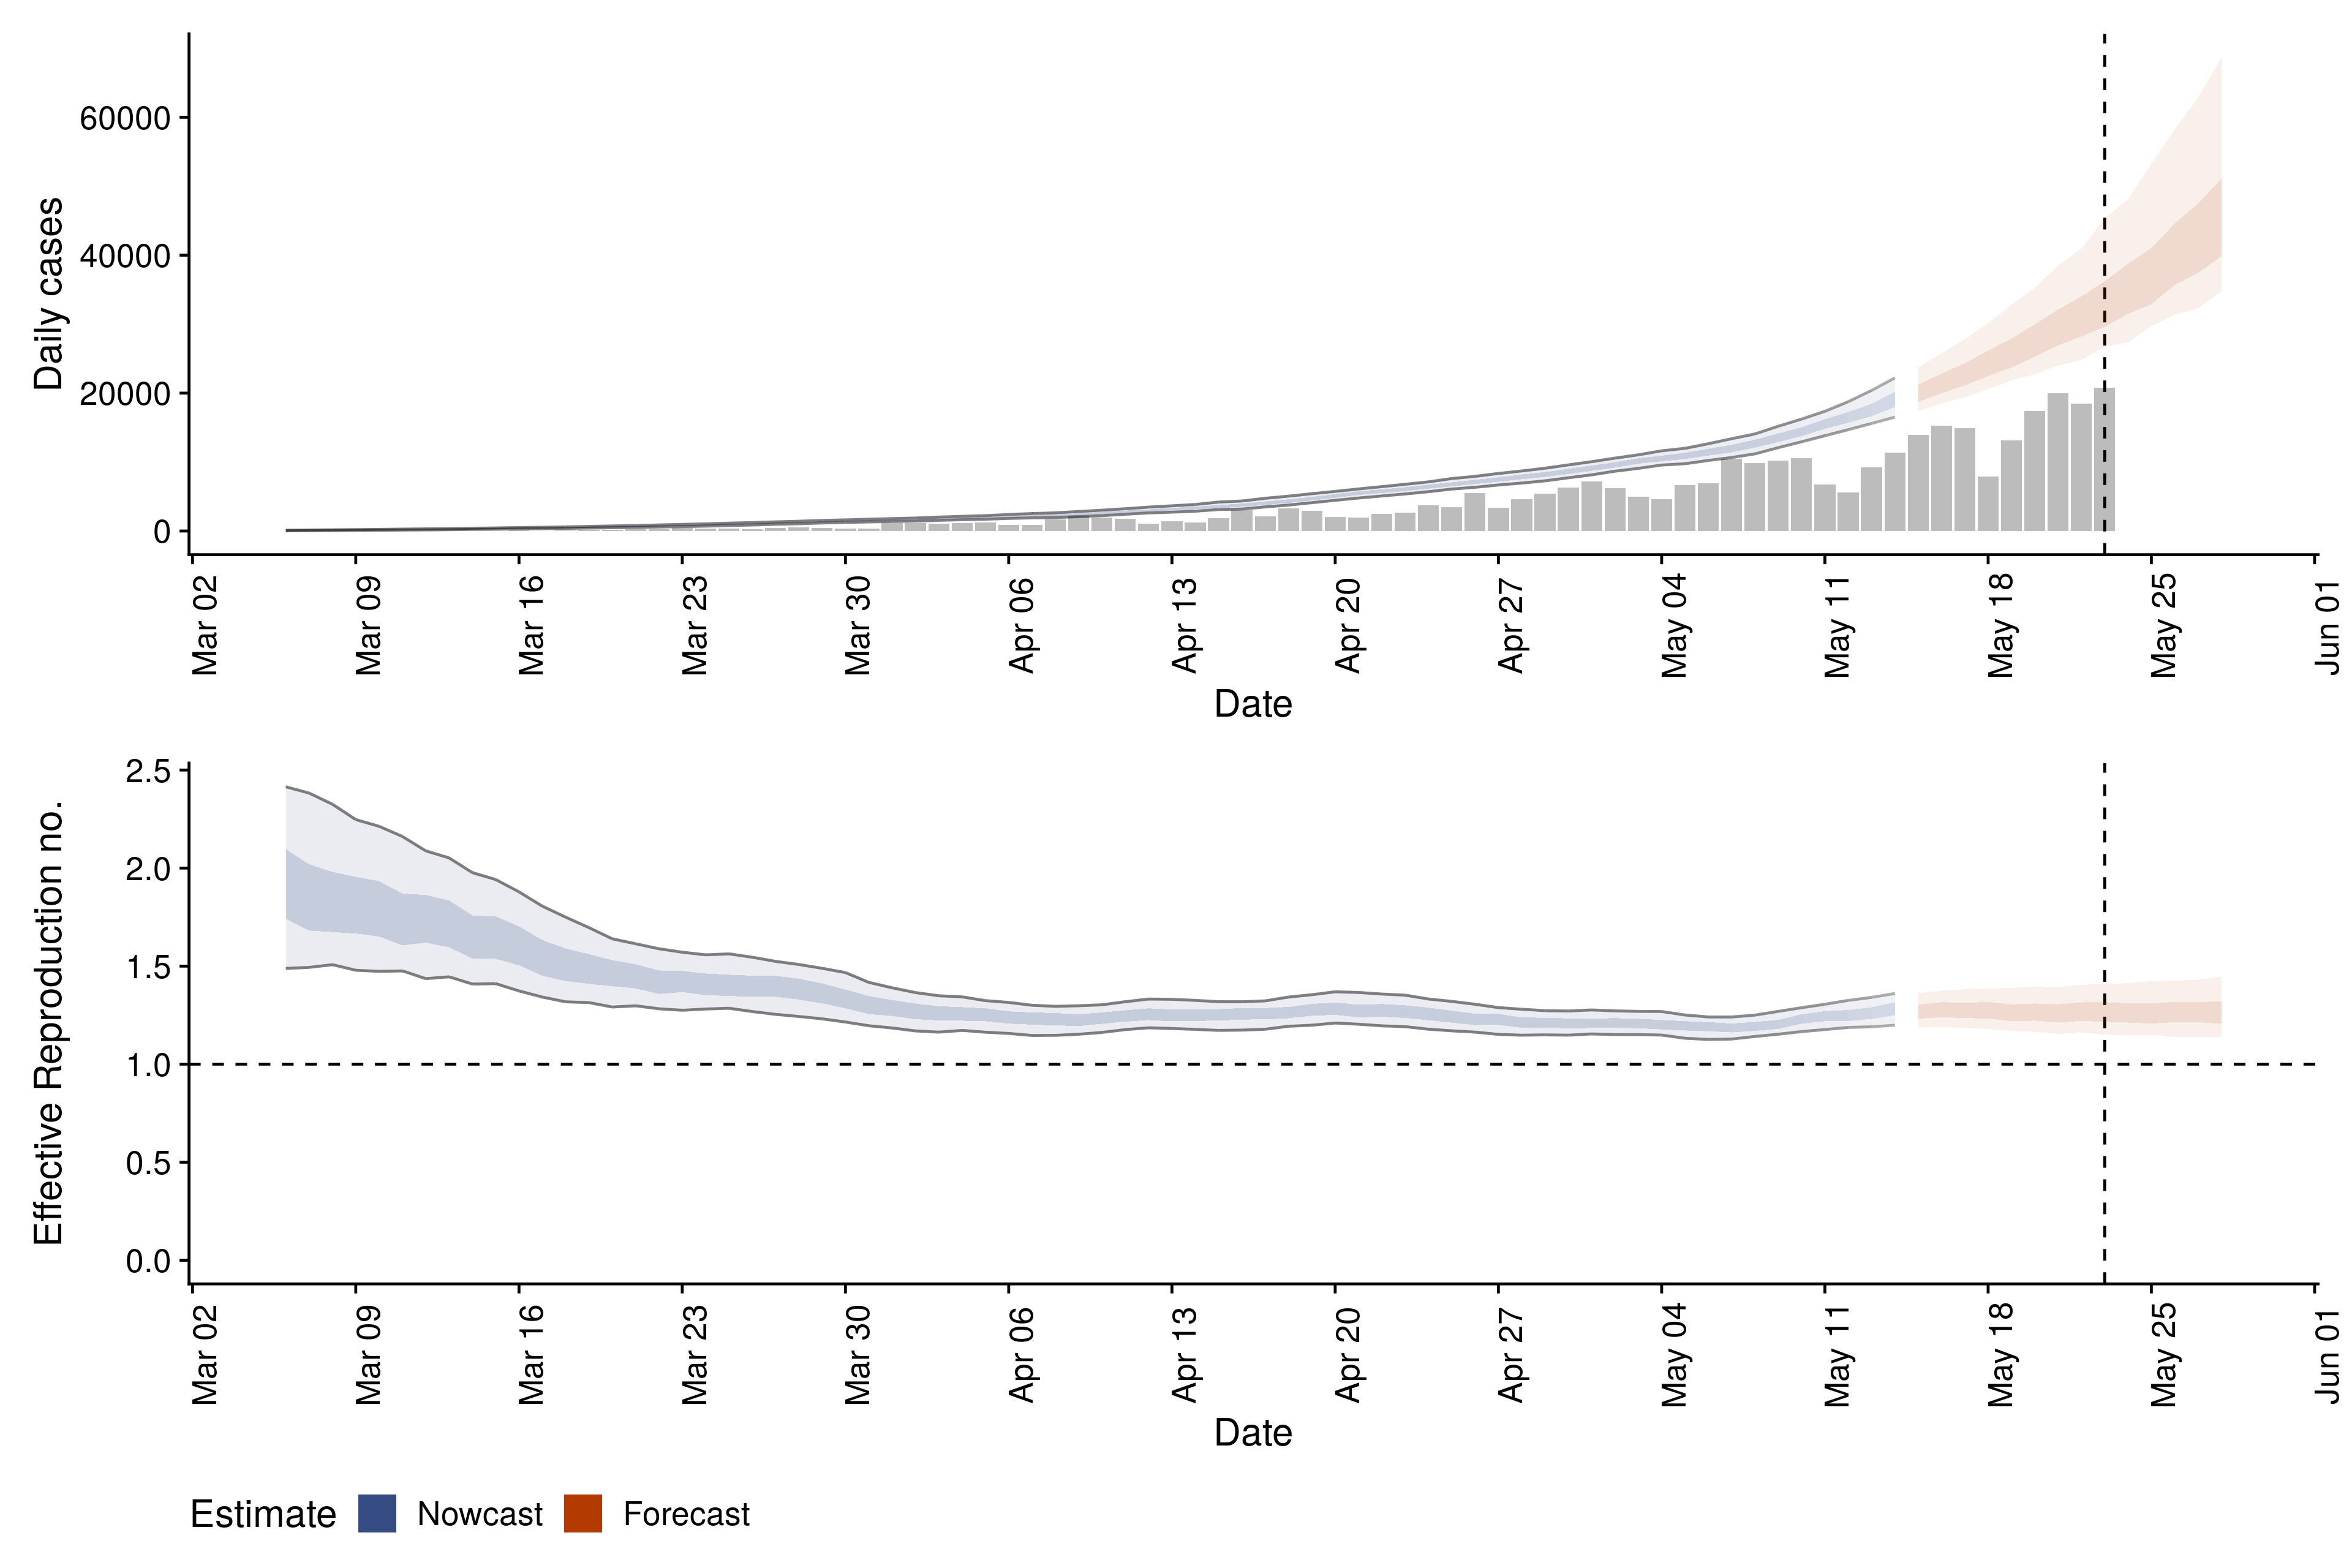 Daily cases
60000
40000
20000
0
Mar 02
Mar 09
Mar 16
Mar 23
Mar 30
Apr 06
Apr 13
Apr 20
Apr 27
May 04
May 11
May 18
May 25
Jun 01
Date
Effective Reproduction no.
2.5
2.0
1.5
1.0
0.5
0.0
Mar 02
Mar 09
Mar 16
Mar 23
Mar 30
Apr 06
Apr 13
Apr 20
Apr 27
May 04
May 11
May 18
May 25
Jun 01
Date
Estimate Nowcast Forecast